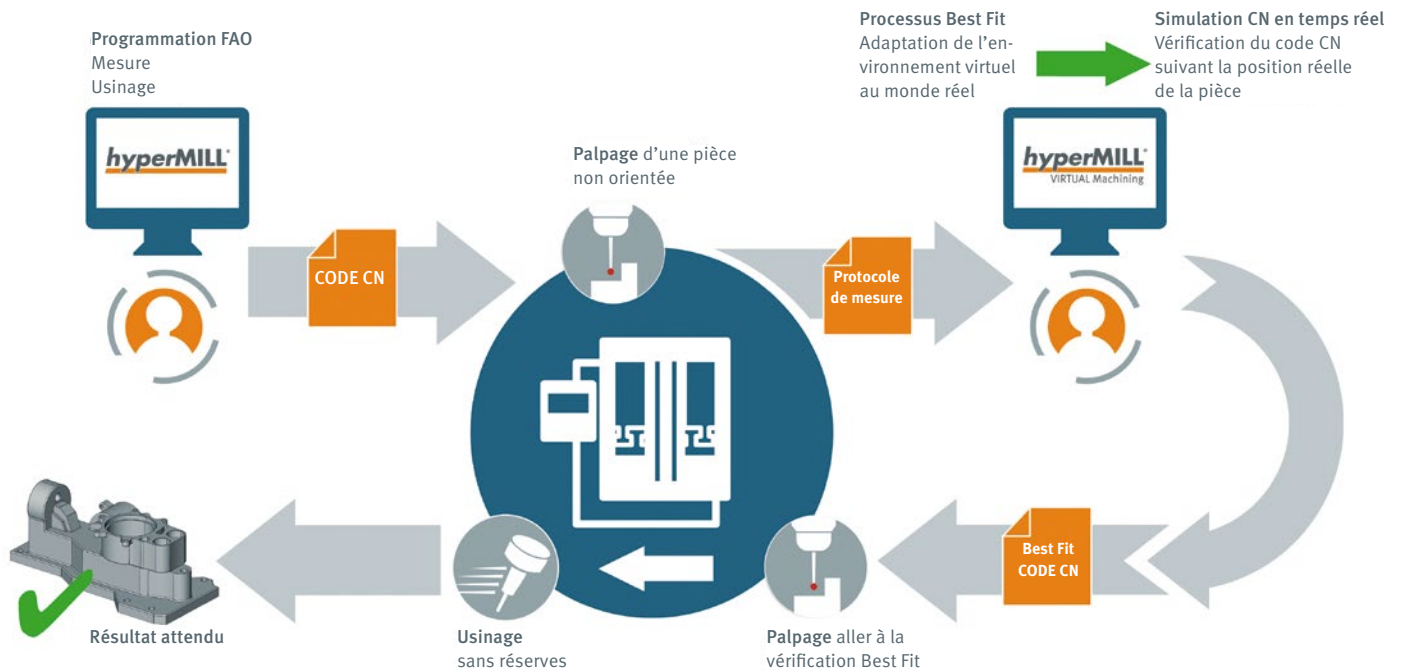 Programmation FAO
Mesure
Usinage
hyperMILL®
CODE CN
Palpage d'une pièce
non orientée
Protocole
de mesure
Processus Best Fit
Adaptation de l'en-
vironnement virtuel
au monde réel
Simulation CN en temps réel
Vérification du code CN
suivant la position réelle
de la pièce
hyperMILL®
VIRTUAL Machining
Best Fit
CODE CN
Palpage aller à la
vérification Best Fit
Usinage
sans réserves
Résultat attendu